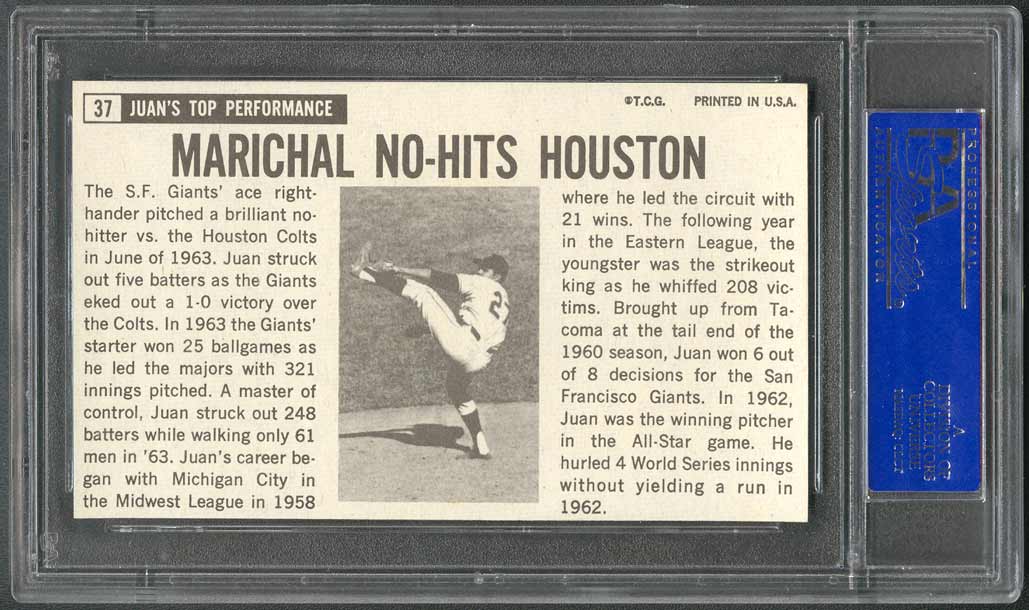 37 JUAN'S TOP PERFORMANCE
©T.C.G. PRINTED IN U.S.A.
MARICHAL NO-HITS HOUSTON
The S.F. Giants' ace right-
hander pitched a brilliant no-
hitter vs. the Houston Colts
in June of 1963. Juan struck
out five batters as the Giants
eked out a 1-0 victory over
the Colts. In 1963 the Giants'
starter won 25 ballgames as
he led the majors with 321
innings pitched. A master of
control, Juan struck out 248
batters while walking only 61
men in '63. Juan's career be-
gan with Michigan City in
the Midwest League in 1958
where he led the circuit with
21 wins. The following year
in the Eastern League, the
youngster was the strikeout
king as he whiffed 208 vic-
tims. Brought up from Ta-
coma at the tail end of the
1960 season, Juan won 6 out
of 8 decisions for the San
Francisco Giants. In 1962,
Juan was the winning pitcher
in the All-Star game. He
hurled 4 World Series innings
without yielding a run in
1962.
PROFESSIONAL
PSA
AUTHENTICATOR
A
DIVISION OF
COLLECTORS
UNIVERSE